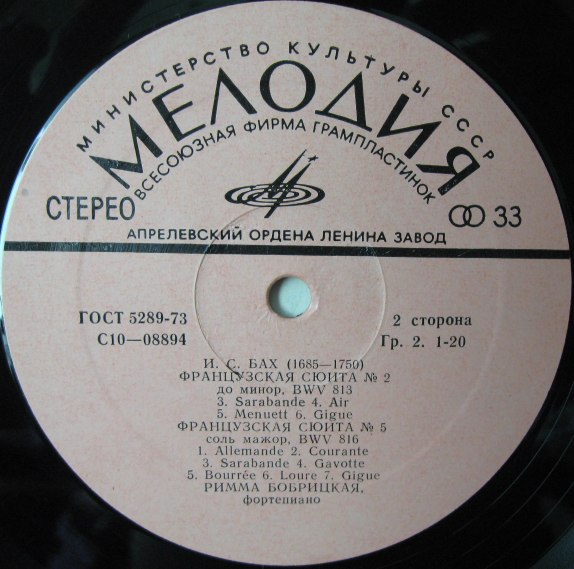 МИНИСТЕРСТВО КУЛЬТУРЫ СССР
МЕЛОДИЯ
ВСЕСОЮЗНАЯ ФИРМА ГРАМПЛАСТИНОК
СТЕРЕО
33
АПРЕЛЕВСКИЙ ОРДЕНА ЛЕНИНА ЗАВОД
ГОСТ 5289-73
2 сторона
С10—08894
Гр. 2. 1-20
И. С. БАХ (1685—1750)
ФРАНЦУЗСКАЯ СЮИТА № 2
до минор, BWV 813
3. Sarabande 4. Air
5. Menuett 6. Gigue
ФРАНЦУЗСКАЯ СЮИТА № 5
соль мажор, BWV 816
1. Allemande 2. Courante
3. Sarabande 4. Gavotte
5. Bourrée 6. Loure 7. Gigue
РИММА БОБРИЦКАЯ,
фортепиано